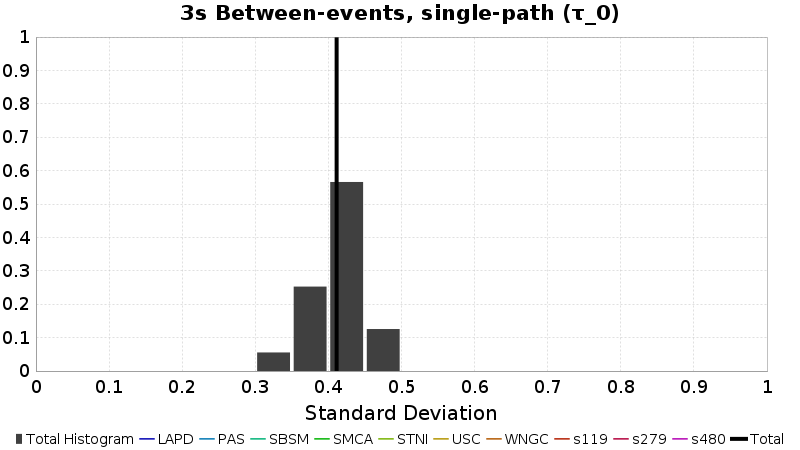 3s Between-events, single-path (τ_0)
1
0.9
0.8
0.7
0.6
0.5
0.4
0.3
0.2
0.1
0
0 0.1 0.2 0.3 0.4 0.5 0.6 0.7 0.8 0.9 1
Standard Deviation
Total Histogram LAPD PAS SBSM SMCA STNI USC WNGC s119 s279 s480 Total